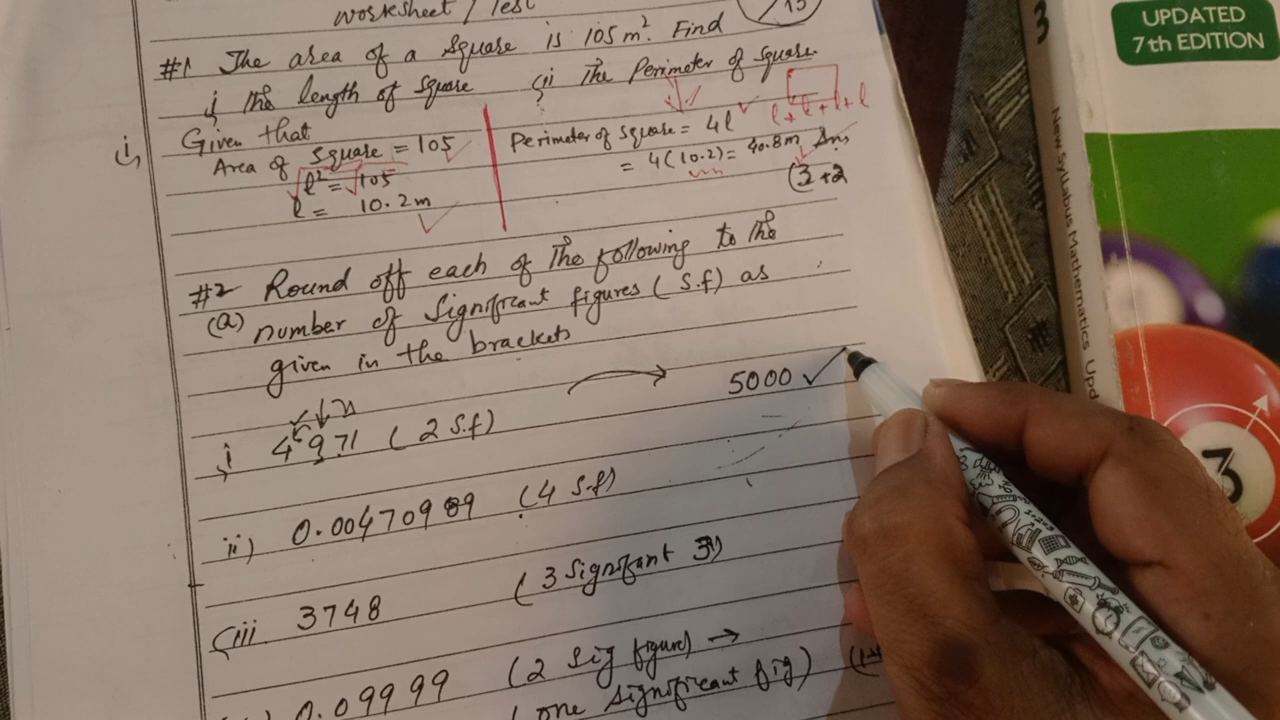 Worksheet / Test
15
#1 The area of a square is 105 m². Find
i, the length of square (ii The Perimeter of square.
i, Given that
Area of square = 105
l² = 105
l = 10.2 m
Perimeter of square = 4l
= 4(10.2) = 40.8m Ans
l + l + l + l
(3+2
#2 Round off each of the following to the
(a) number of Significant figures (S.f) as
given in the brackets
i 4971 (2 S.f) → 5000 ✓
ii) 0.00470989 (4 S.f)
(iii 3748 (3 Signifant
0.0999 (2 Sig figure) →
(one significant fig)
UPDATED
7th EDITION
3
New Syllabus Mathematics
3